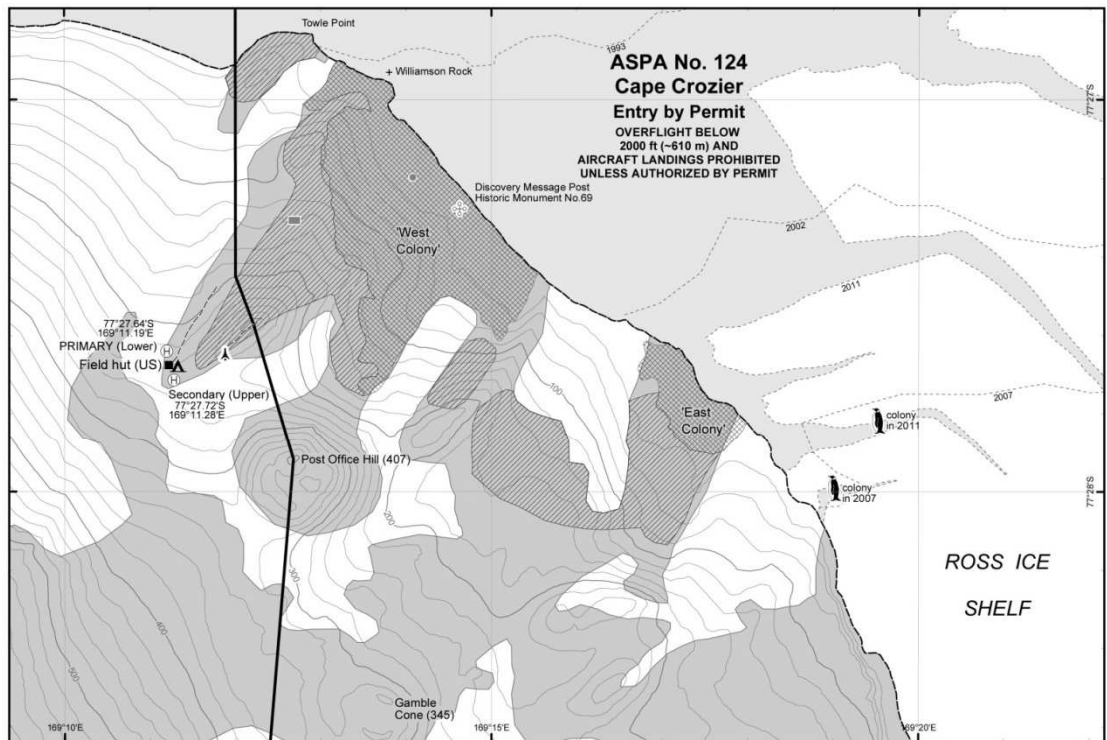 Towle Point
1993
ASPA No. 124
Cape Crozier
Entry by Permit
OVERFLIGHT BELOW
2000 ft (~610 m) AND
AIRCRAFT LANDINGS PROHIBITED
UNLESS AUTHORIZED BY PERMIT
Williamson Rock
77°27'S
Discovery Message Post
Historic Monument No.69
'West
Colony'
2002
2011
77°27.64'S
169°11.19'E
PRIMARY (Lower)
H
Field hut (US)
H
Secondary (Upper)
77°27.72'S
169°11.28'E
100
2007
'East
Colony'
colony
in 2011
Post Office Hill (407)
colony
in 2007
77°28'S
200
300
400
500
ROSS ICE
SHELF
Gamble
Cone (345)
169°10'E
169°15'E
169°20'E